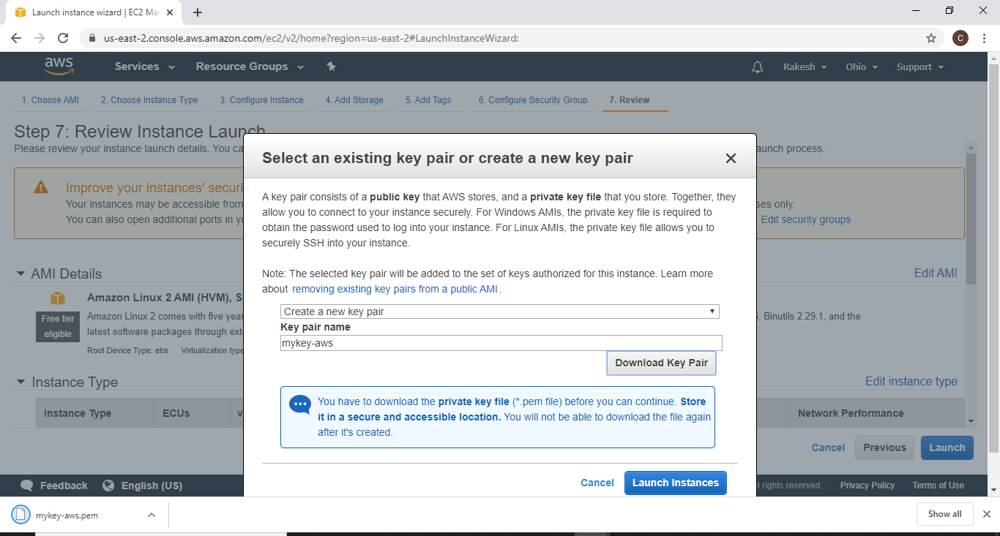 Launch instance wizard | EC2 Mar
us-east-2.console.aws.amazon.com/ec2/v2/home?region=us-east-2#LaunchInstanceWizard:
C
aws
Services
Resource Groups
Rakesh
Ohio
Support
1. Choose AMI
2. Choose Instance Type
3. Configure Instance
4. Add Storage
5. Add Tags
6. Configure Security Group
7. Review
Step 7: Review Instance Launch
Please review your instance launch details. You ca
aunch process.
Improve your instances' securi
Your instances may be accessible from
ses only.
You can also open additional ports in yo
Edit security groups
AMI Details
Edit AMI
Amazon Linux 2 AMI (HVM), S
Free tier
eligible
Amazon Linux 2 comes with five year
, Binutils 2.29.1, and the
latest software packages through ext
Root Device Type: ebs
Virtualization type
Instance Type
Edit instance type
Instance Type
ECUs
v
Network Performance
Cancel
Previous
Launch
Select an existing key pair or create a new key pair
A key pair consists of a public key that AWS stores, and a private key file that you store. Together, they
allow you to connect to your instance securely. For Windows AMIs, the private key file is required to
obtain the password used to log into your instance. For Linux AMIs, the private key file allows you to
securely SSH into your instance.
Note: The selected key pair will be added to the set of keys authorized for this instance. Learn more
about removing existing key pairs from a public AMI.
Create a new key pair
Key pair name
mykey-aws
Download Key Pair
You have to download the private key file (*.pem file) before you can continue. Store
it in a secure and accessible location. You will not be able to download the file again
after it's created.
Cancel
Launch Instances
Feedback
English (US)
l rights reserved.
Privacy Policy
Terms of Use
mykey-aws.pem
Show all